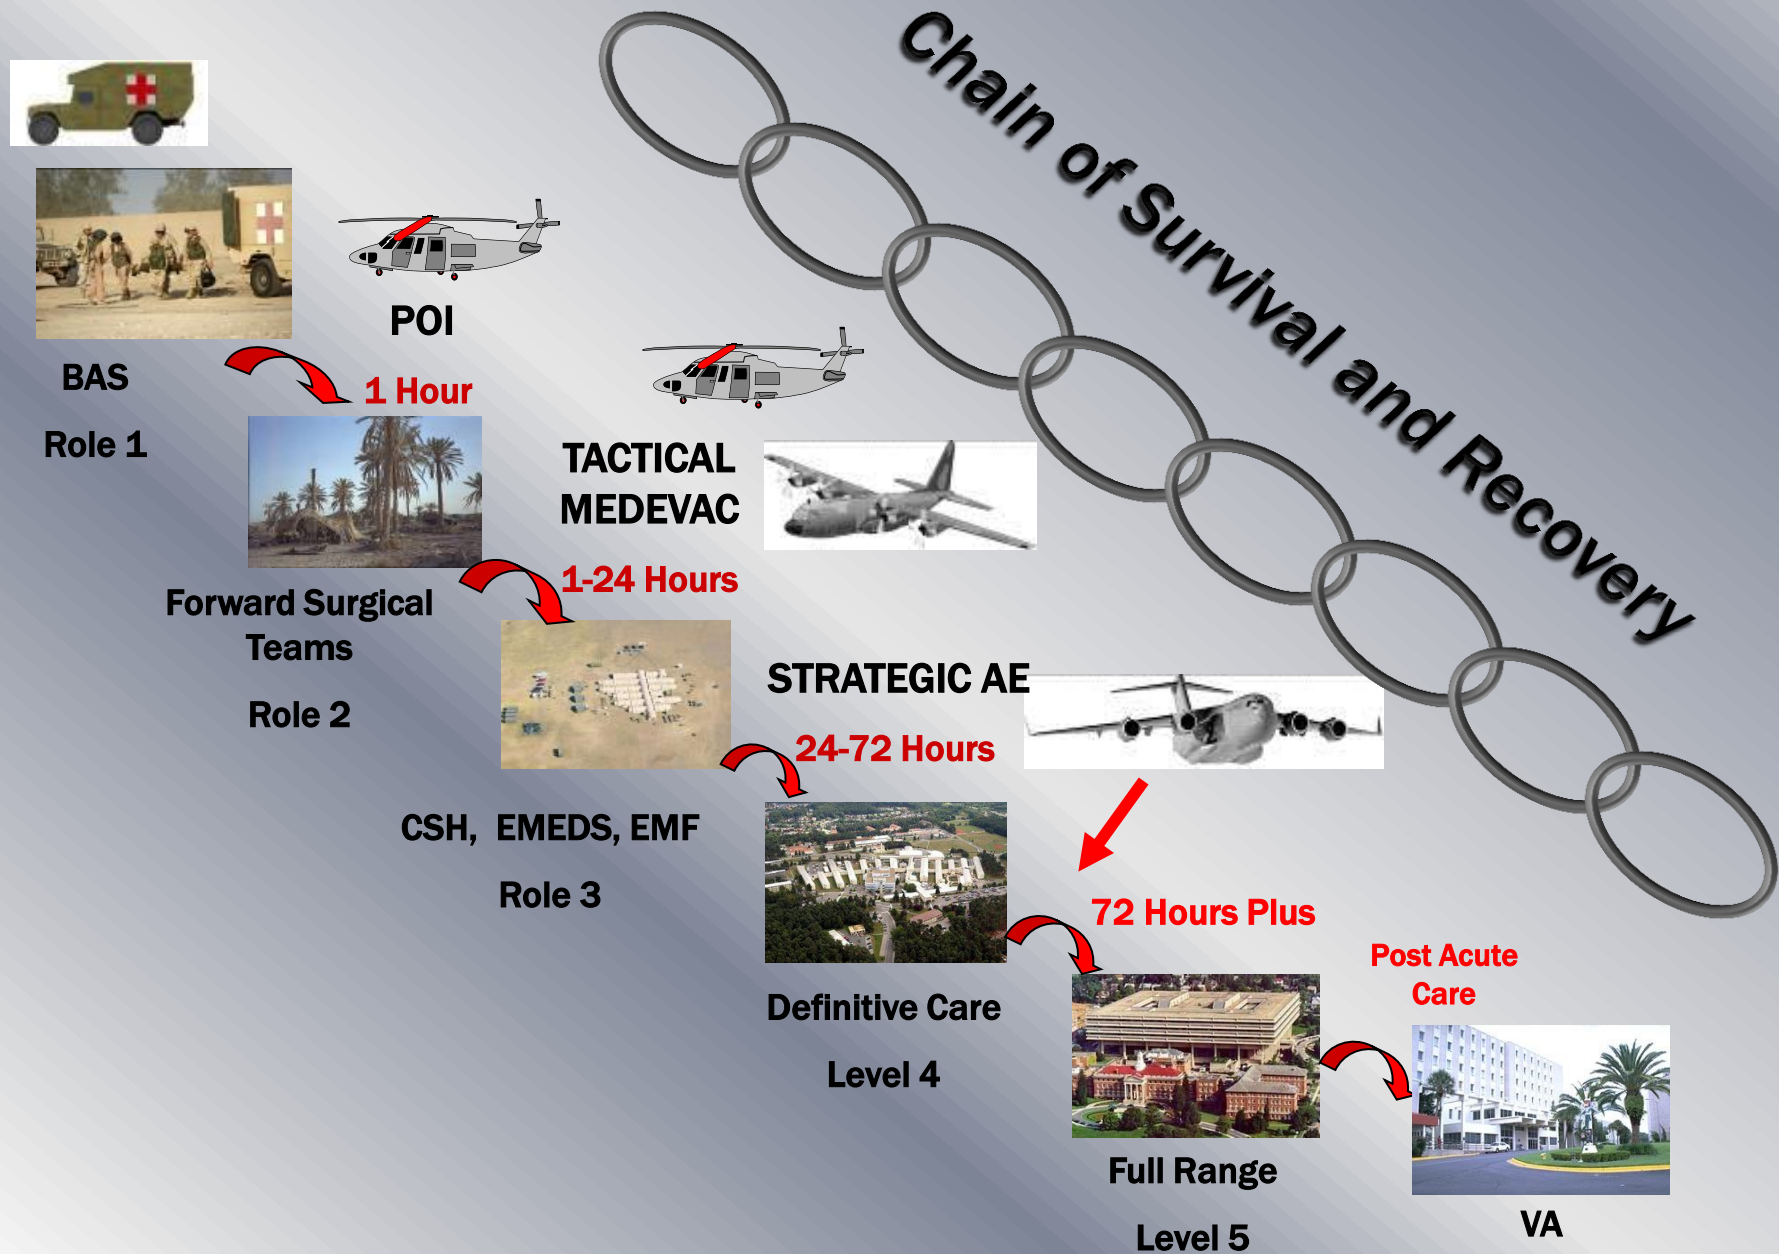 Chain of Survival and Recovery
POI
1 Hour
BAS
Role 1
TACTICAL
MEDEVAC
1-24 Hours
Forward Surgical
Teams
Role 2
STRATEGIC AE
24-72 Hours
CSH,  EMEDS, EMF
Role 3
72 Hours Plus
Definitive Care
Level 4
Post Acute
Care
Full Range
Level 5
VA